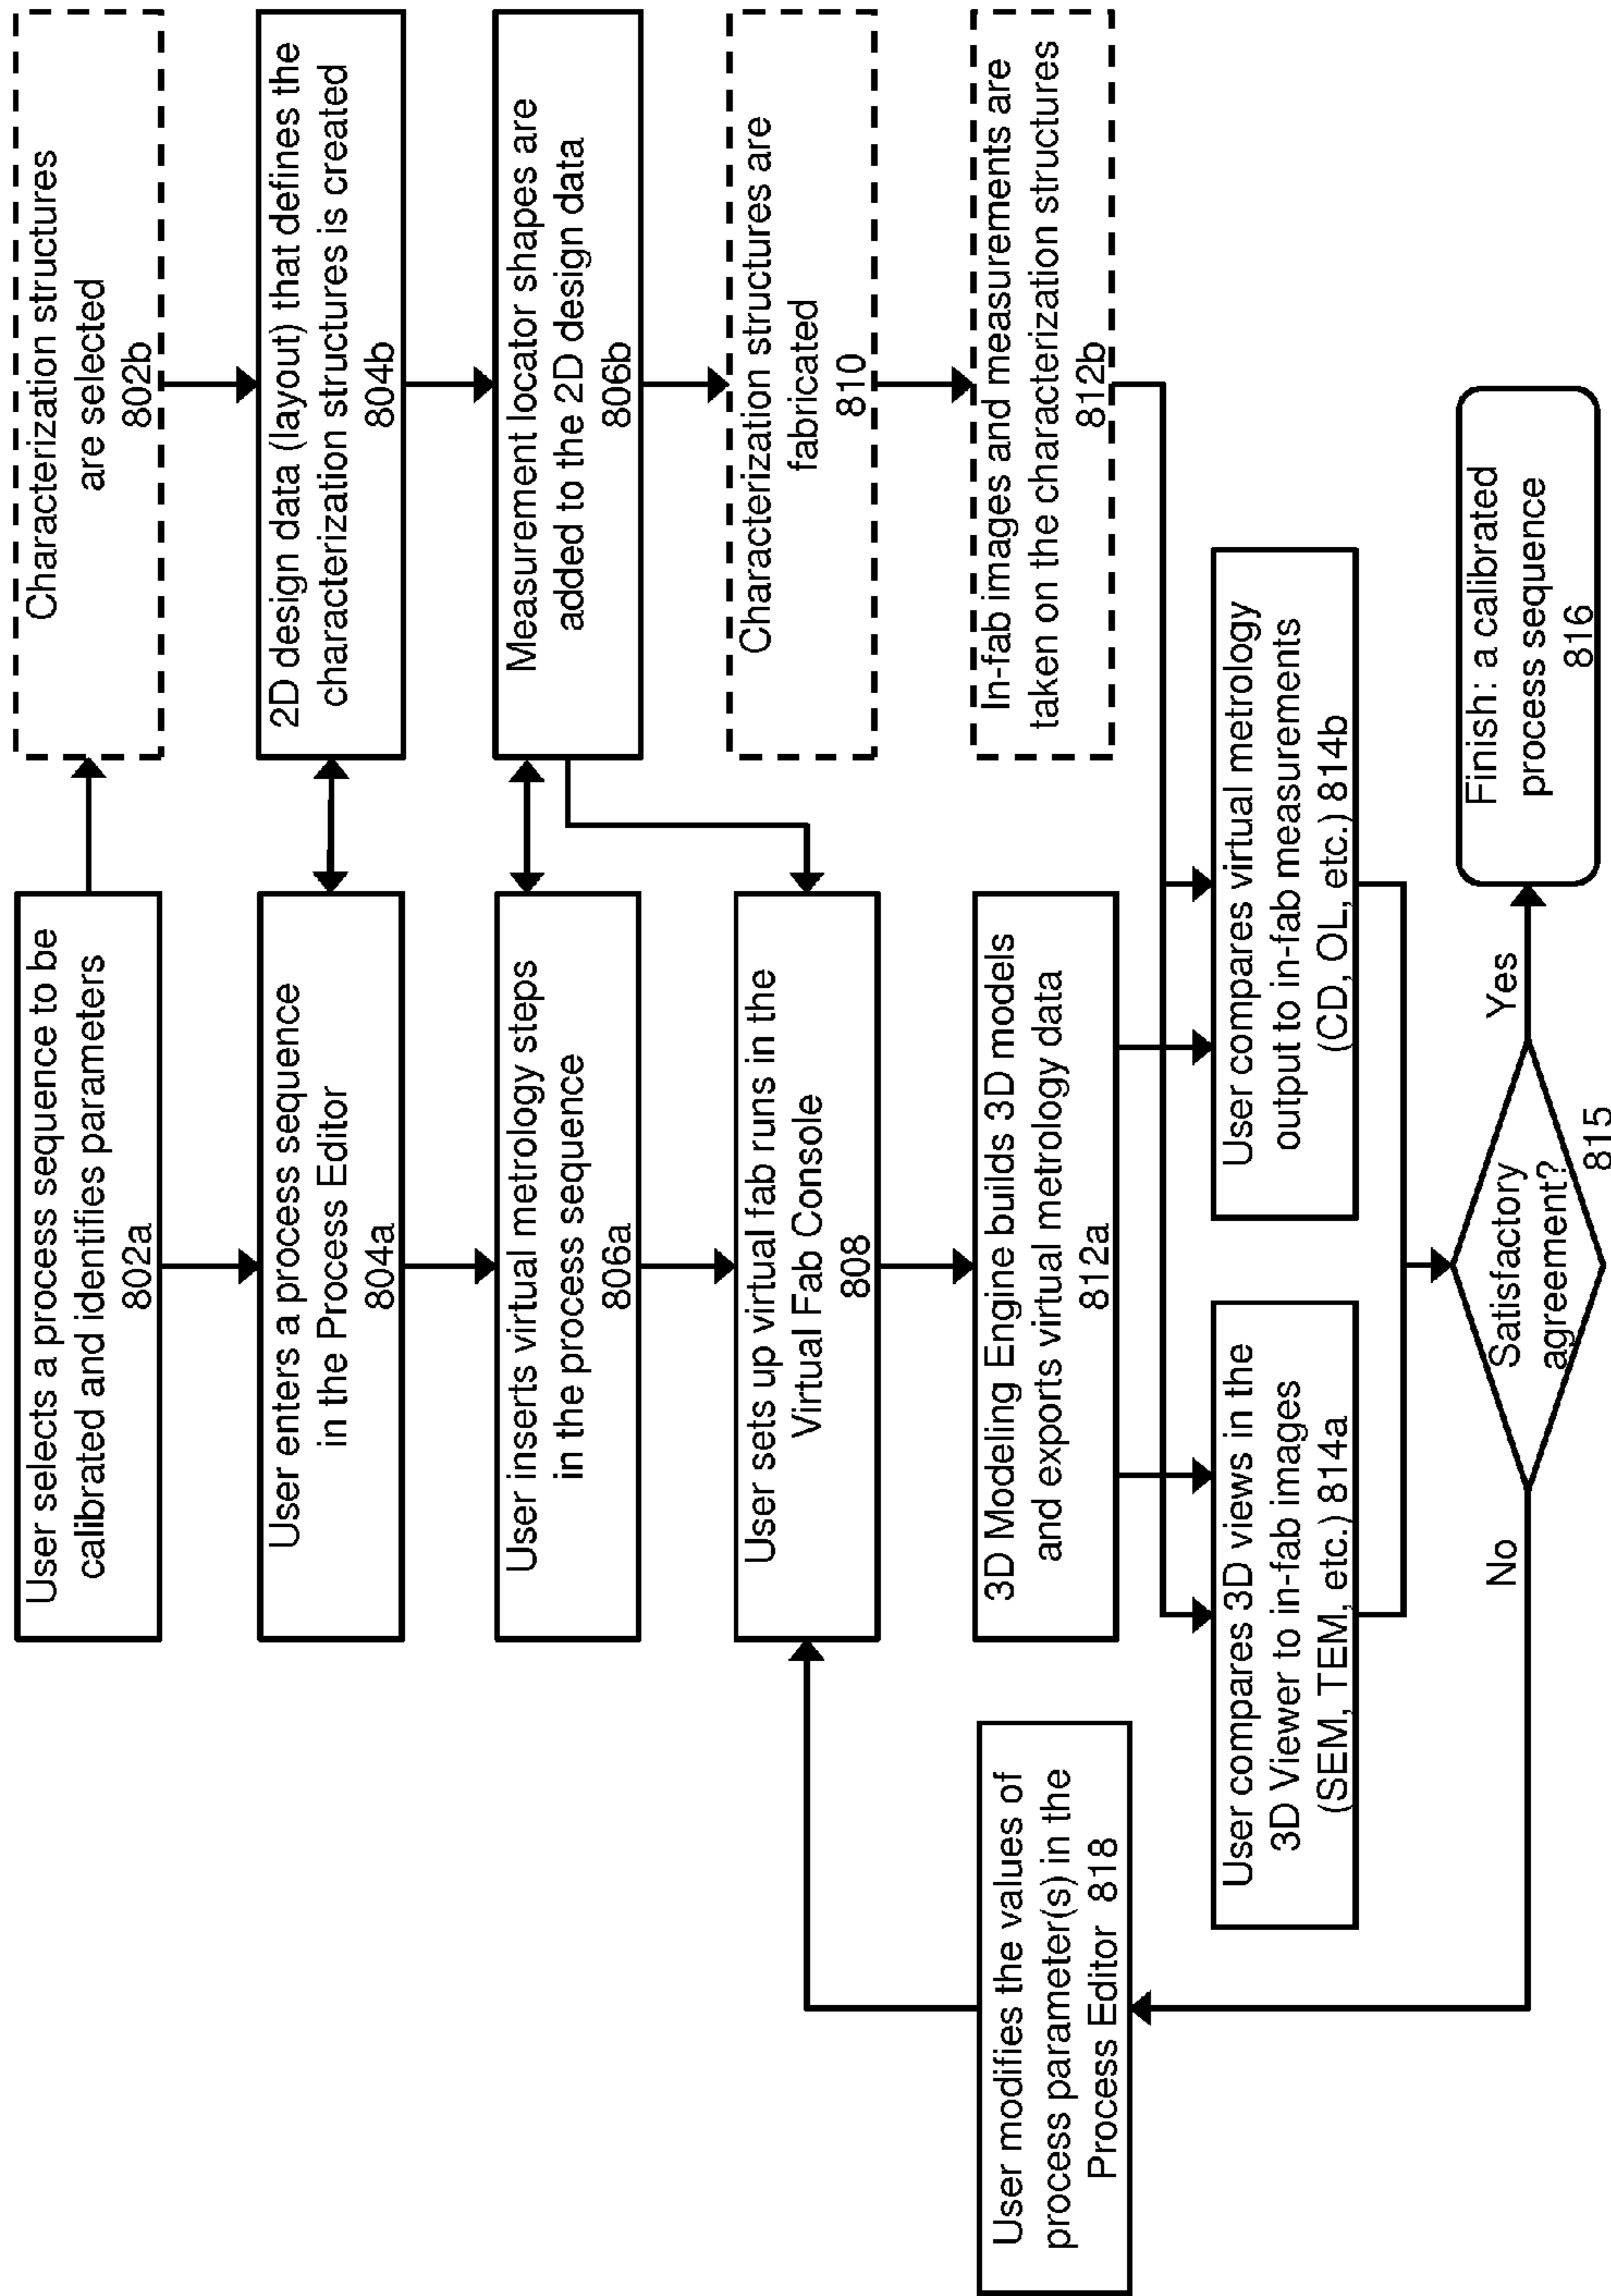 User selects a process sequence to be
calibrated and identifies parameters
802a
Characterization structures
are selected
802b
User enters a process sequence
in the Process Editor
804a
2D design data (layout) that defines the
characterization structures is created
804b
User inserts virtual metrology steps
in the process sequence
806a
Measurement locator shapes are
added to the 2D design data
806b
User sets up virtual fab runs in the
Virtual Fab Console
808
Characterization structures are
fabricated
810
User modifies the values of
process parameter(s) in the
Process Editor 818
3D Modeling Engine builds 3D models
and exports virtual metrology data
812a
In-fab images and measurements are
taken on the characterization structures
812b
User compares 3D views in the
3D Viewer to in-fab images
(SEM, TEM, etc.) 814a
User compares virtual metrology
output to in-fab measurements
(CD, OL, etc.) 814b
No
Satisfactory
agreement?
815
Yes
Finish: a calibrated
process sequence
816